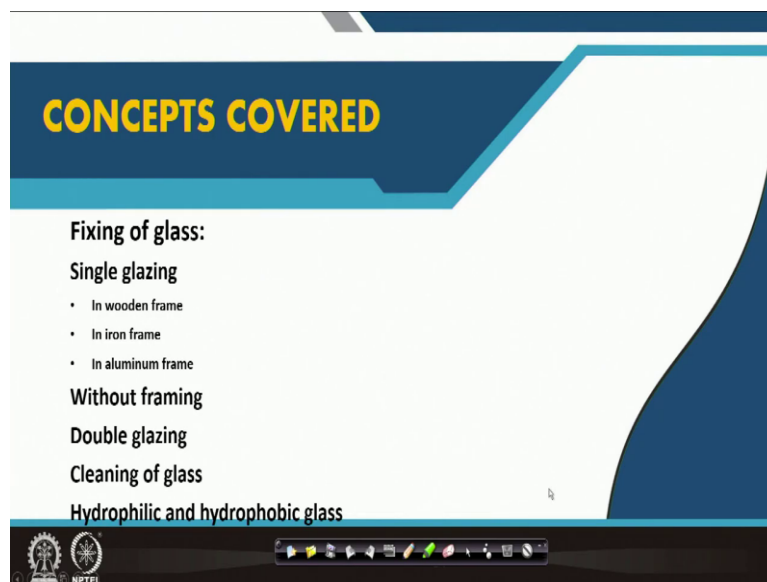 CONCEPTS COVERED
Fixing of glass:
Single glazing
• In wooden frame
• In iron frame
• In aluminum frame
Without framing
Double glazing
Cleaning of glass
Hydrophilic and hydrophobic glass
NPTEL